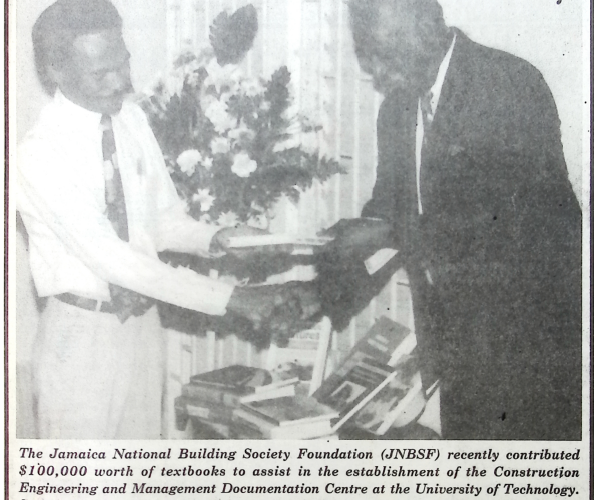 The Jamaica National Building Society Foundation (JNBSF) recently contributed
$100,000 worth of textbooks to assist in the establishment of the Construction
Engineering and Management Documentation Centre at the University of Technology.